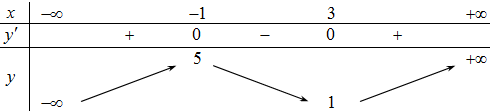 x −∞ −1 3 +∞
y′ + 0 − 0 +
5 +∞
y
−∞ 1